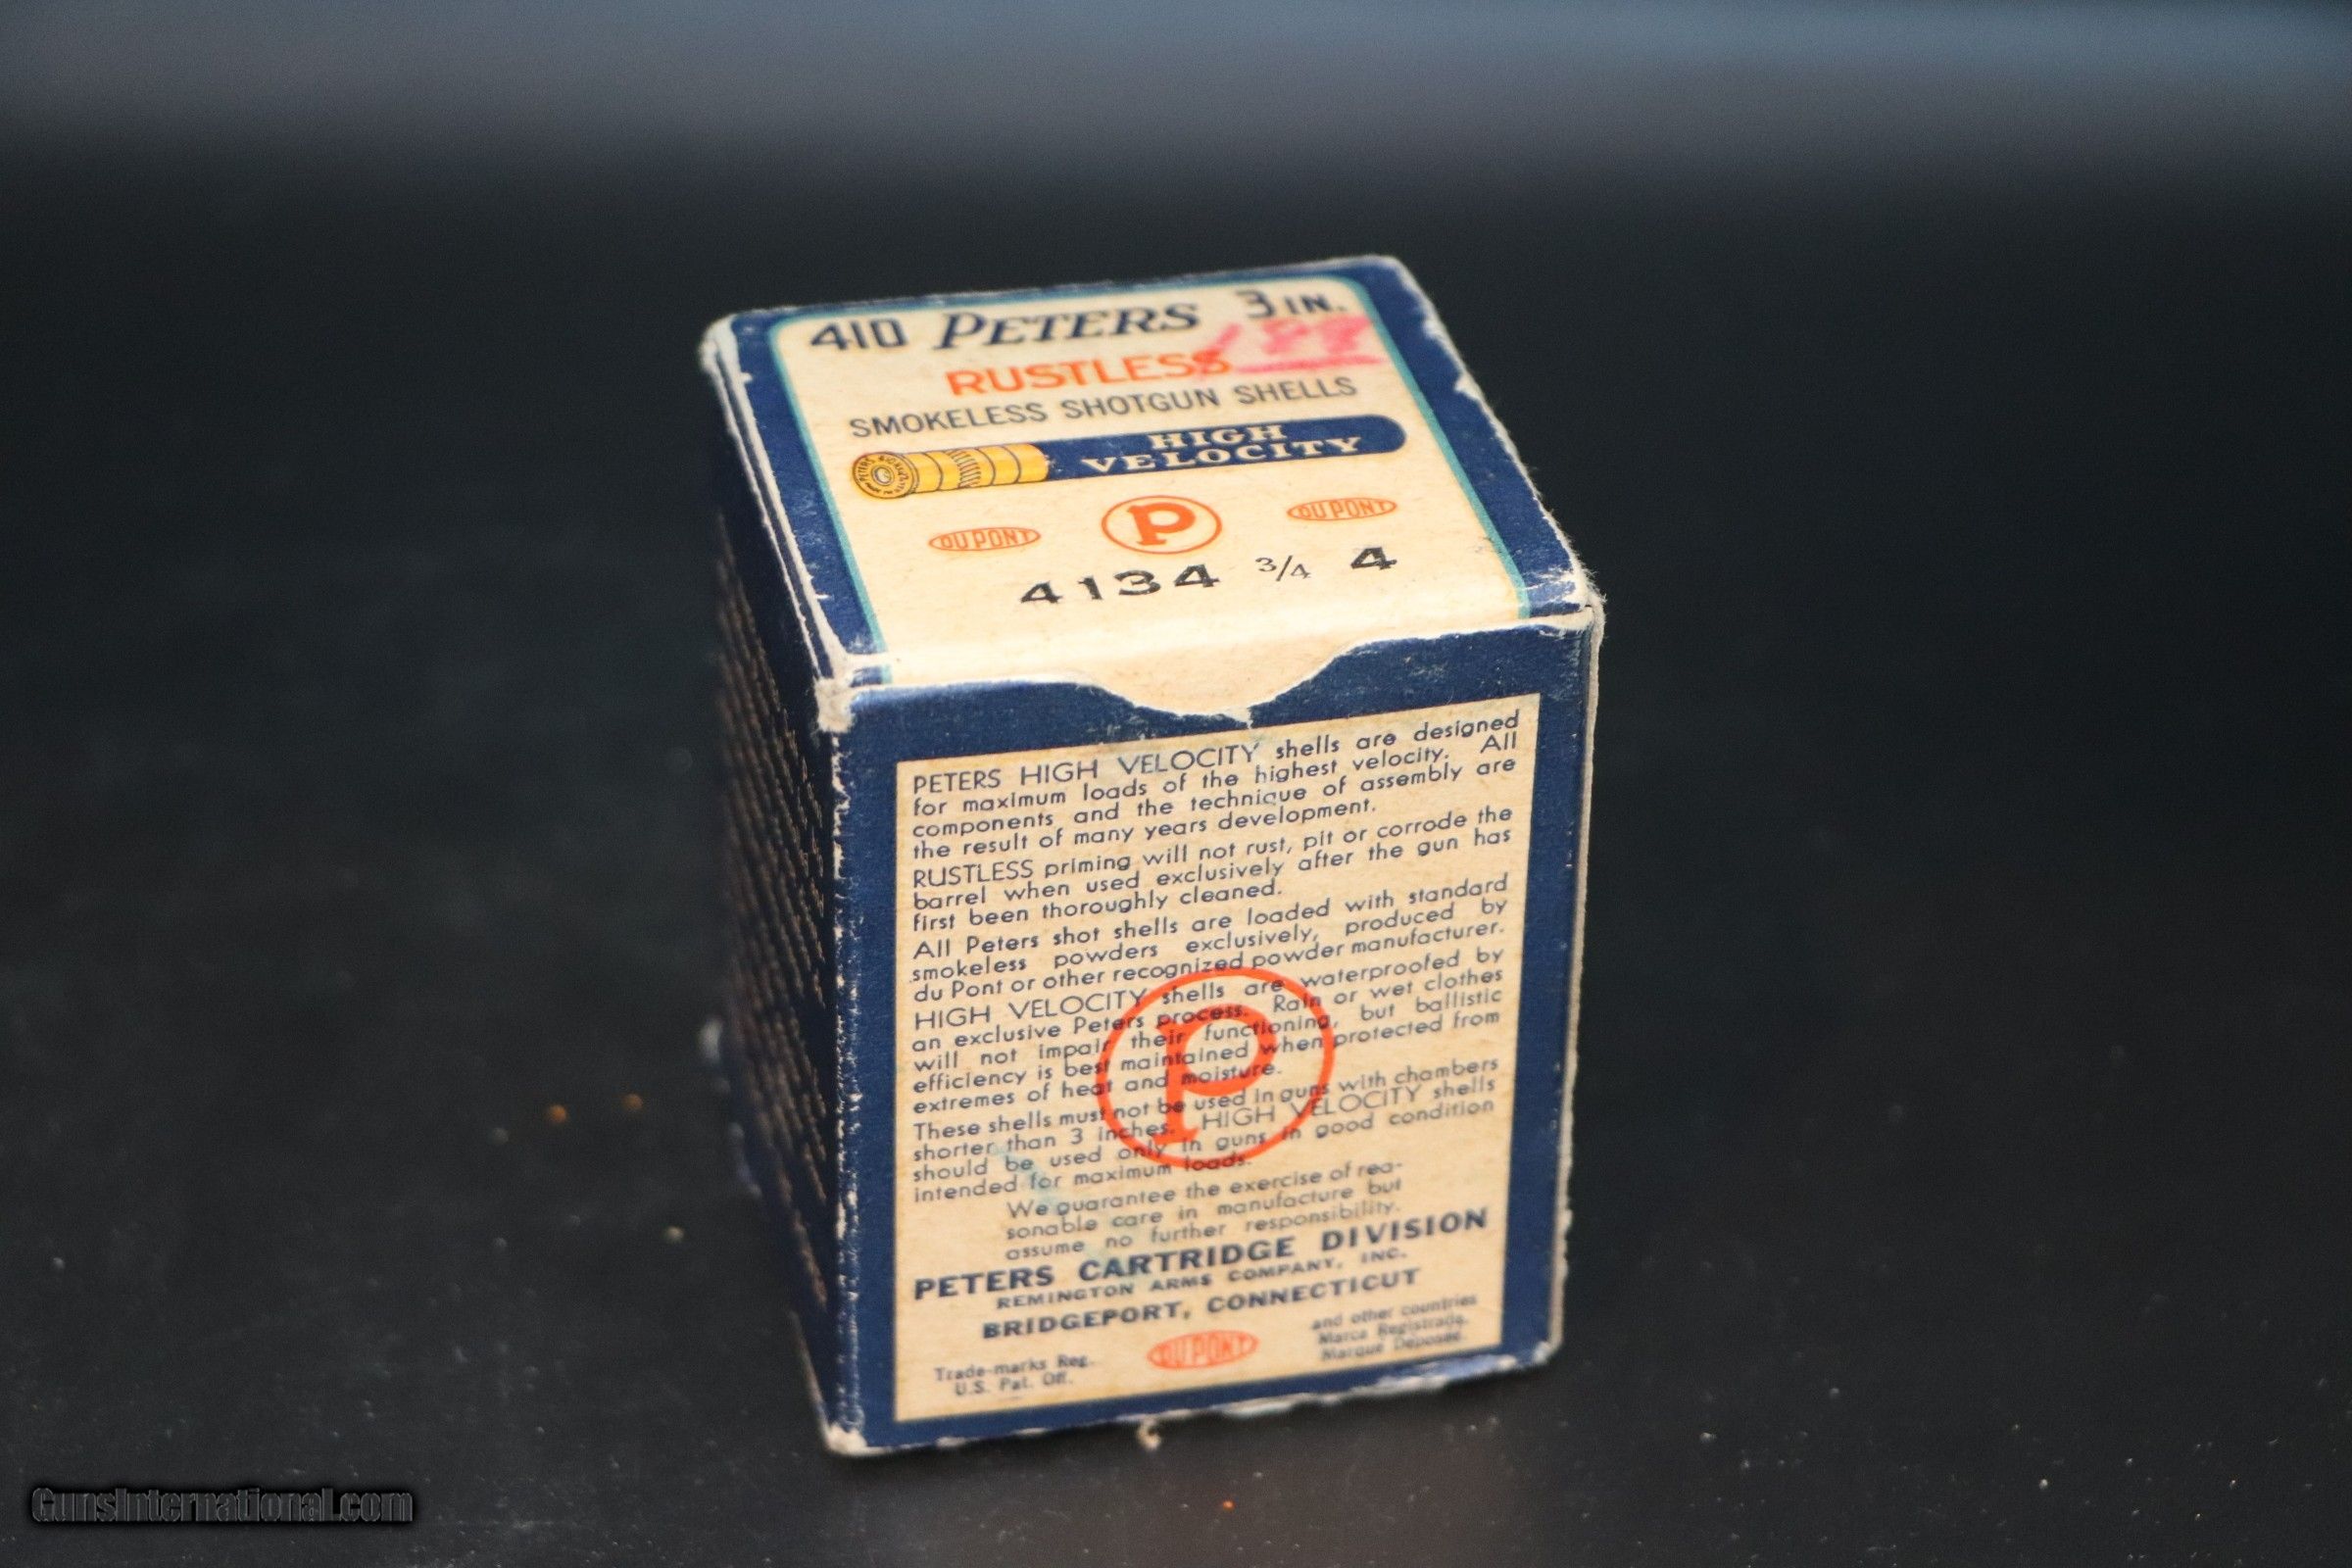 410 PETERS 3 IN.
188
RUSTLESS
SMOKELESS SHOTGUN SHELLS
HIGH
VELOCITY
DU PONT P DU PONT
4134 3/4 4
PETERS HIGH VELOCITY shells are designed
for maximum loads of the highest velocity. All
components and the technique of assembly are
the result of many years development.
RUSTLESS priming will not rust, pit or corrode the
barrel when used exclusively after the gun has
first been thoroughly cleaned.
All Peters shot shells are loaded with standard
smokeless powders exclusively, produced by
du Pont or other recognized powder manufacturer.
HIGH VELOCITY shells are waterproofed by
an exclusive Peters process. Rain or wet clothes
will not impair their functioning, but ballistic
efficiency is best maintained when protected from
extremes of heat and moisture.
These shells must not be used in guns with chambers
shorter than 3 inches. HIGH VELOCITY shells
should be used only in guns in good condition
intended for maximum loads.
P
We guarantee the exercise of rea-
sonable care in manufacture but
assume no further responsibility.
PETERS CARTRIDGE DIVISION
REMINGTON ARMS COMPANY, INC.
BRIDGEPORT, CONNECTICUT
Trade-marks Reg.
U.S. Pat. Off.
DU PONT
and other countries
Marca Registrada.
Marque Deposee.
GunsInternational.com